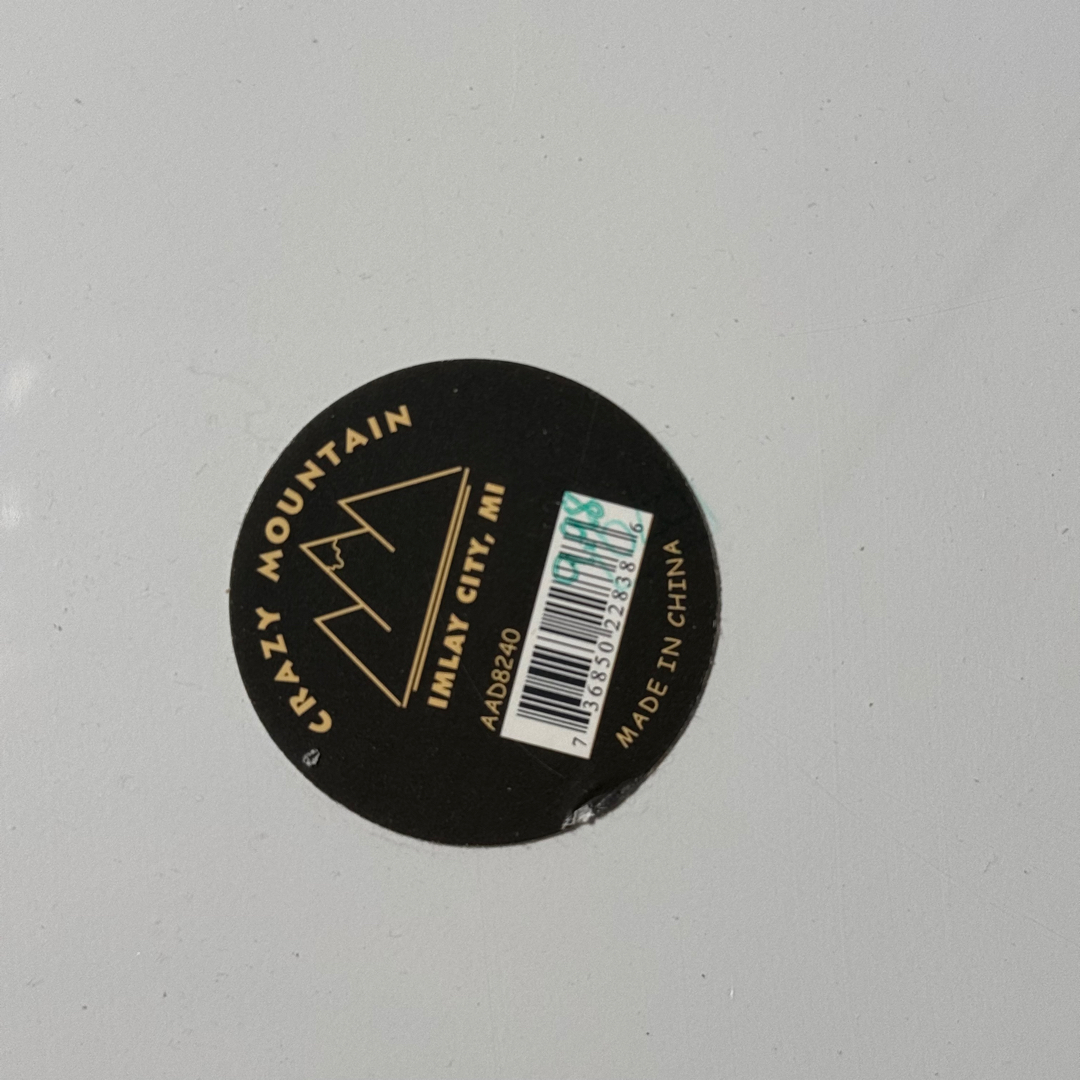 CRAZY MOUNTAIN
IMLAY CITY, MI
AAD8240
7 36850 22838 6
MADE IN CHINA